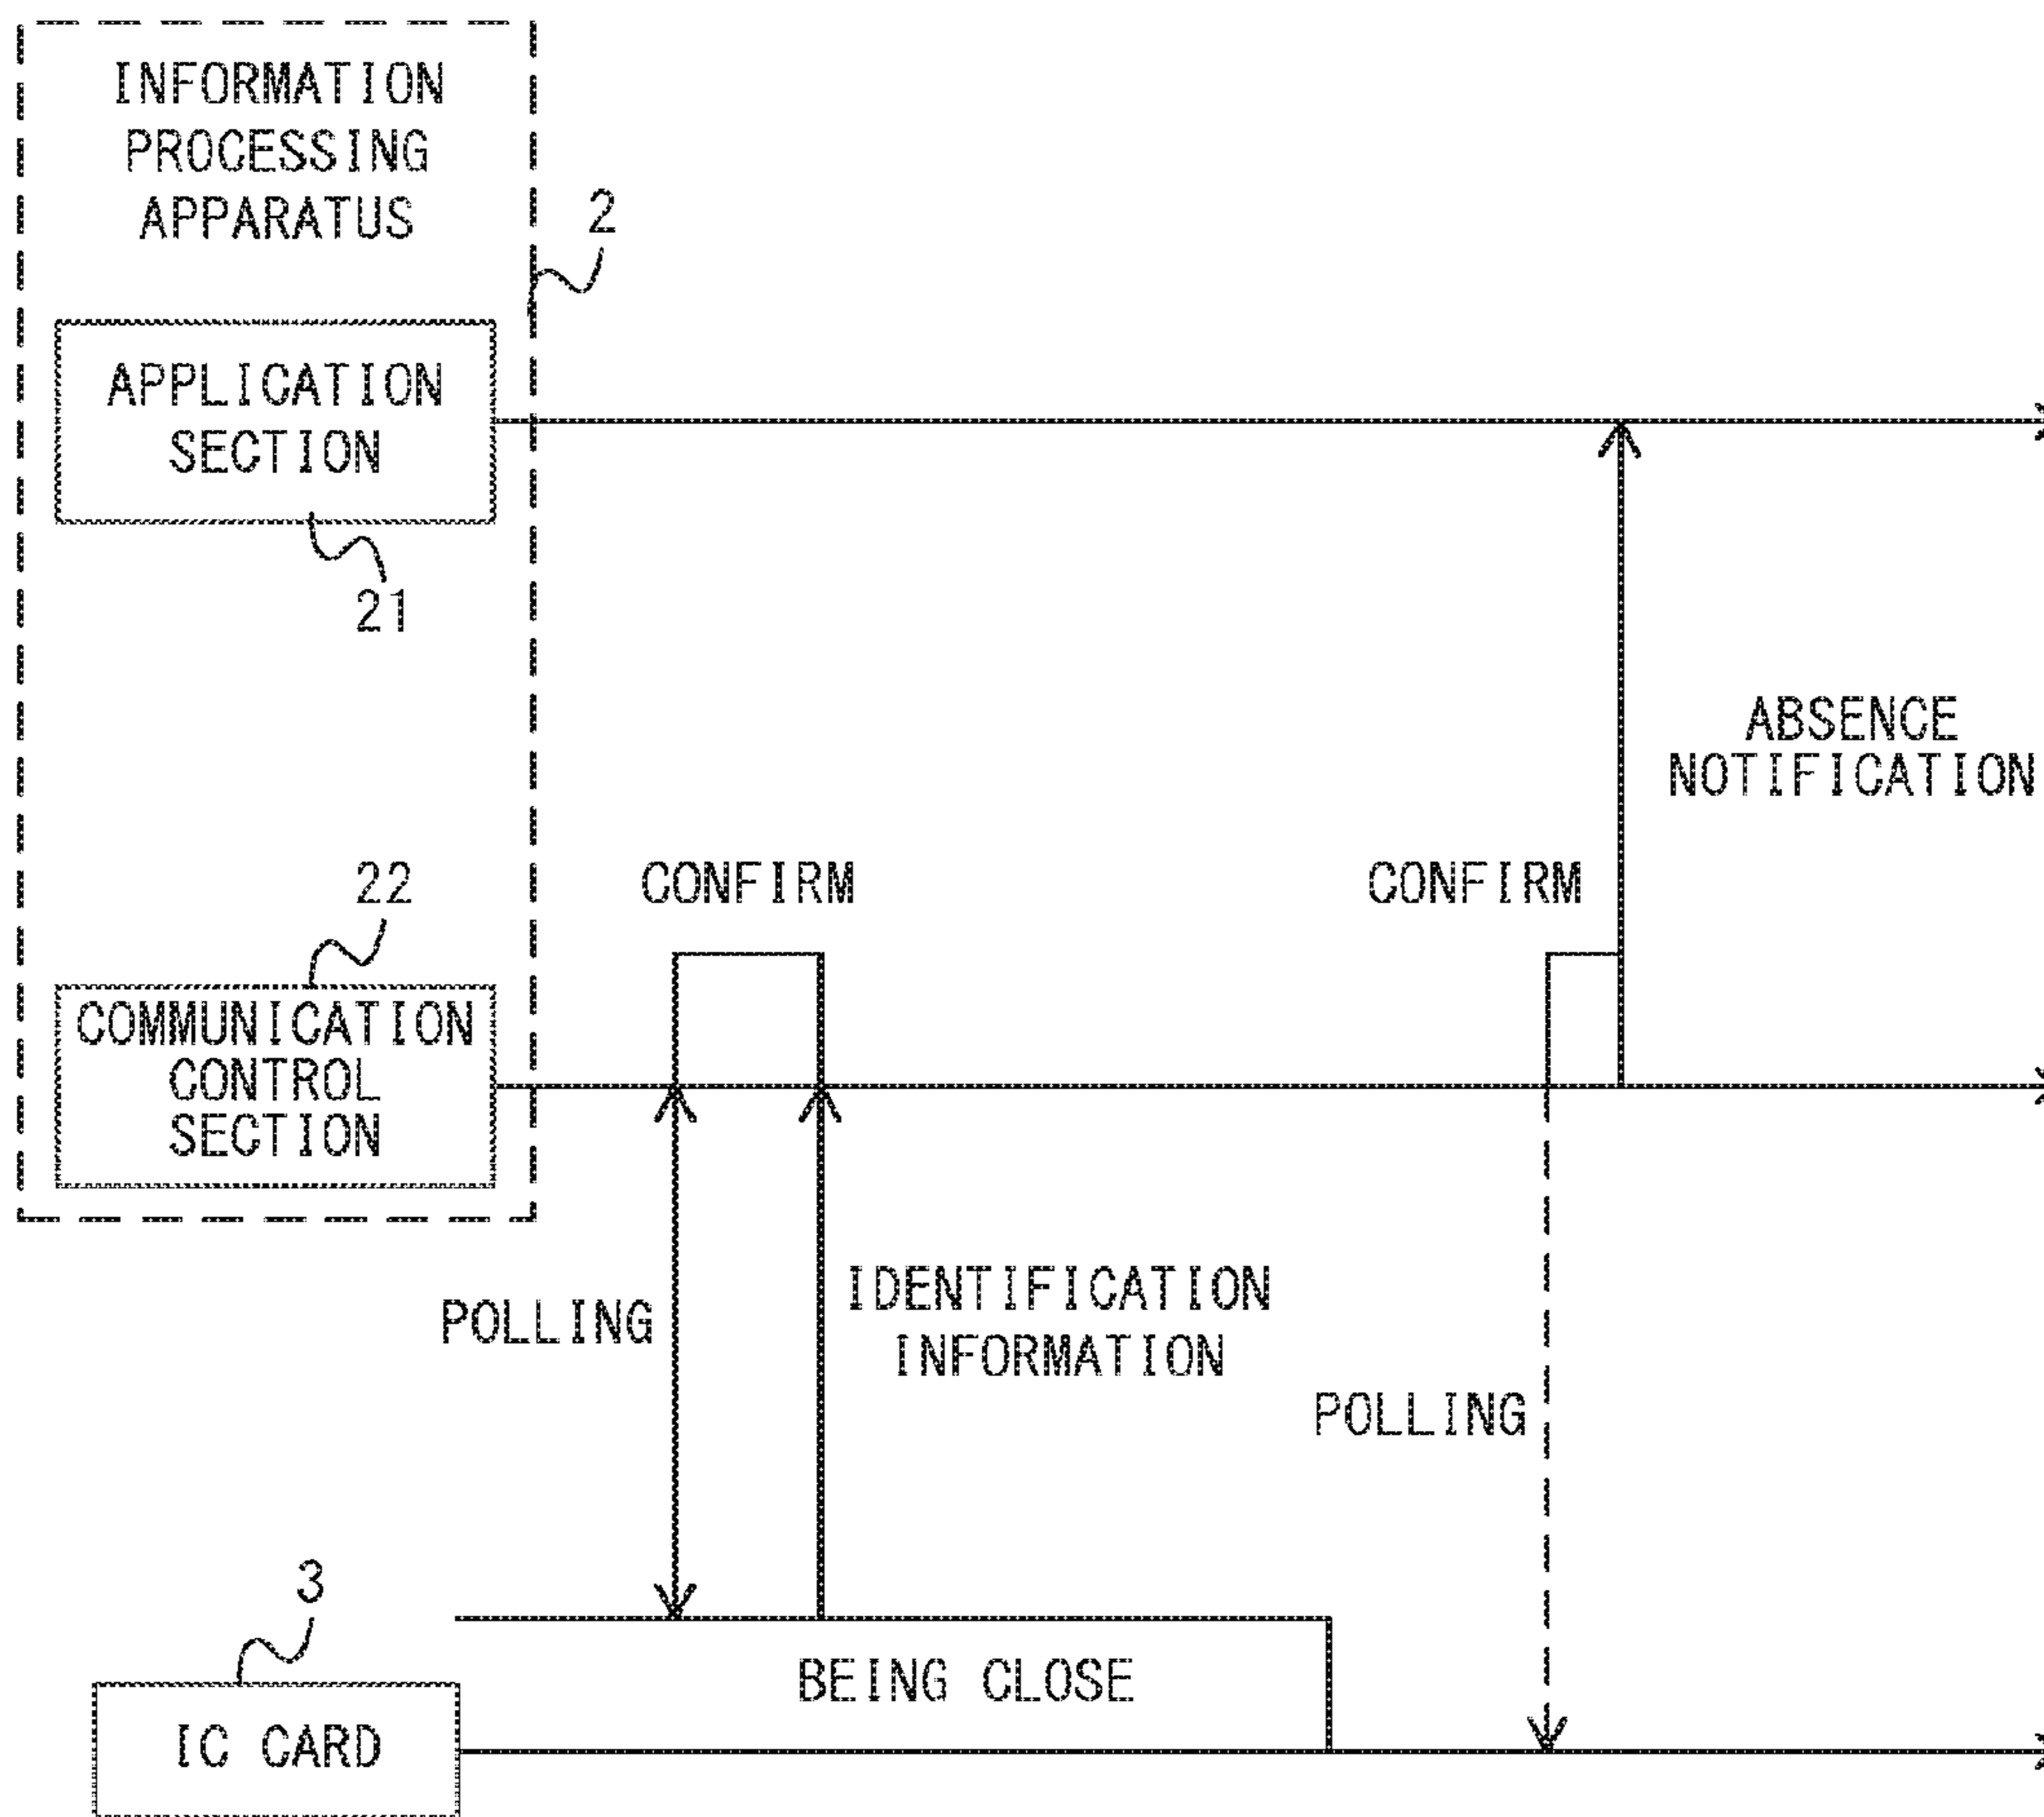 INFORMATION
PROCESSING
APPARATUS
2
APPLICATION
SECTION
21
ABSENCE
NOTIFICATION
22
CONFIRM
CONFIRM
COMMUNICATION
CONTROL
SECTION
POLLING
IDENTIFICATION
INFORMATION
POLLING
3
BEING CLOSE
IC CARD